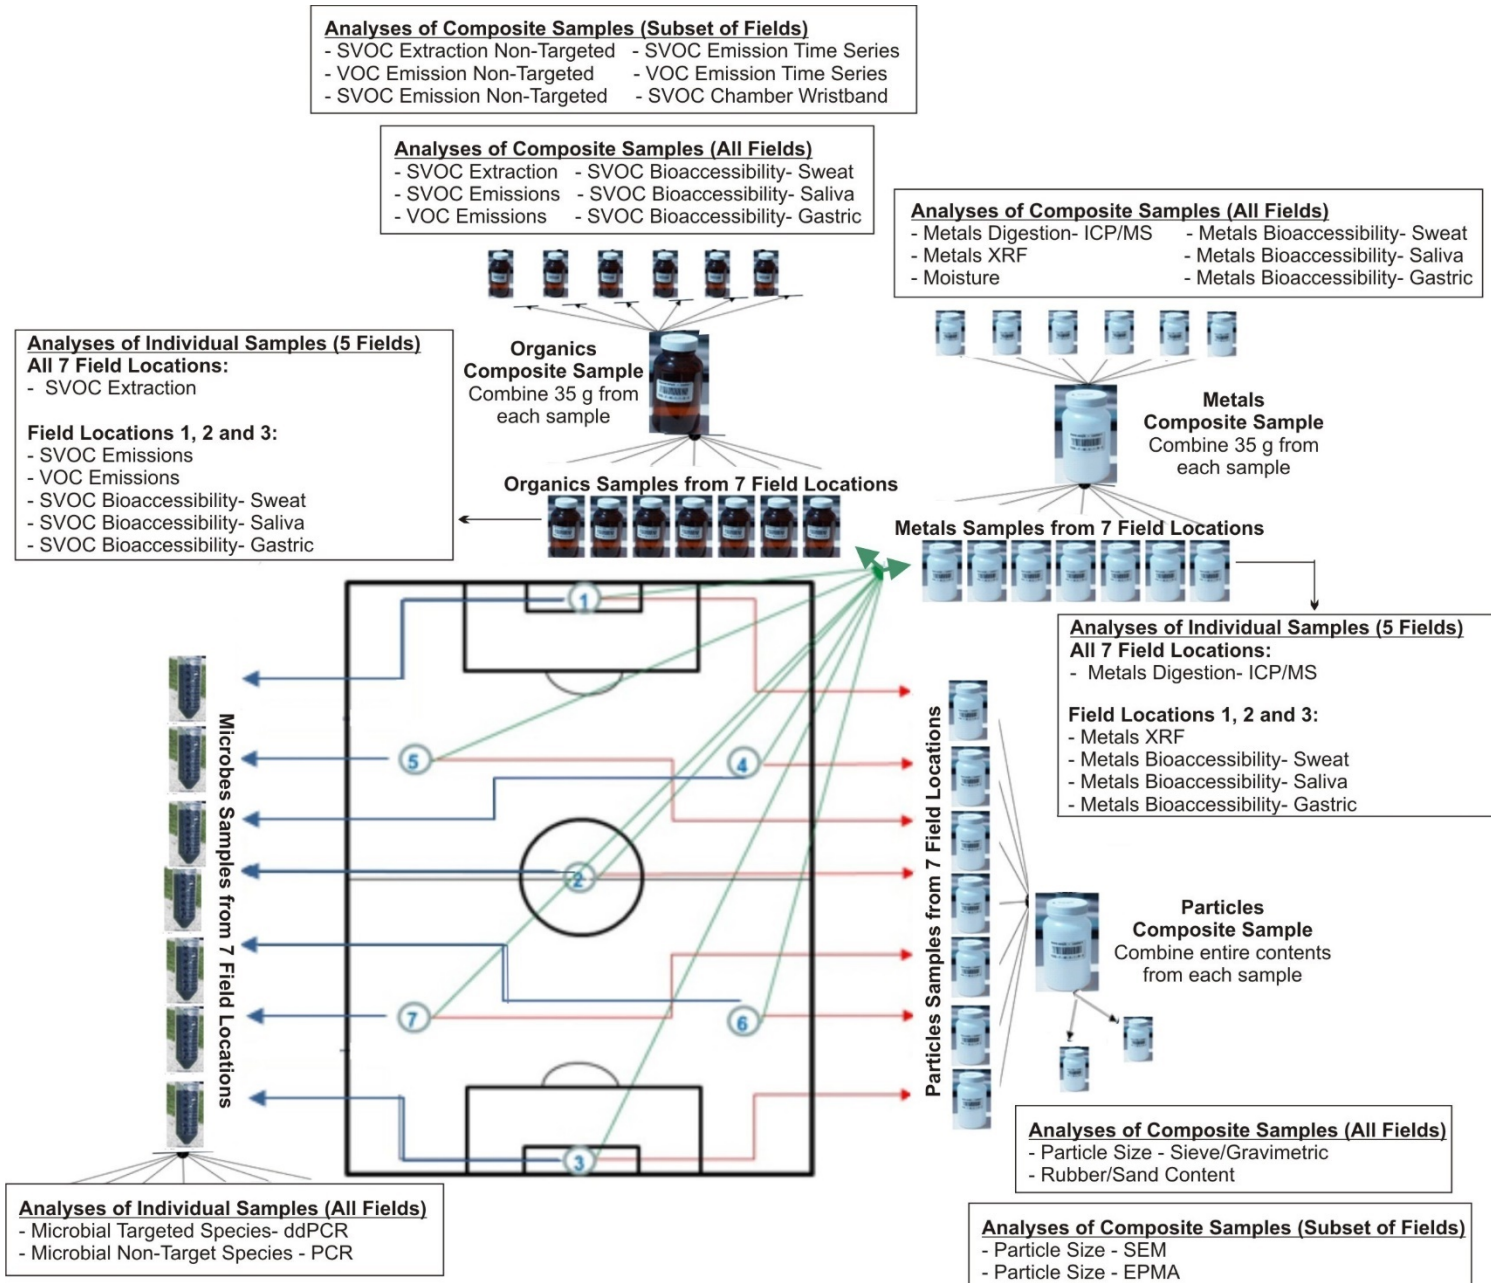 Analyses of Composite Samples (Subset of Fields)
- SVOC Extraction Non-Targeted - SVOC Emission Time Series
- VOC Emission Non-Targeted - VOC Emission Time Series
- SVOC Emission Non-Targeted - SVOC Chamber Wristband
Analyses of Composite Samples (All Fields)
- SVOC Extraction - SVOC Bioaccessibility- Sweat
- SVOC Emissions - SVOC Bioaccessibility- Saliva
- VOC Emissions - SVOC Bioaccessibility- Gastric
Analyses of Composite Samples (All Fields)
- Metals Digestion- ICP/MS - Metals Bioaccessibility- Sweat
- Metals XRF - Metals Bioaccessibility- Saliva
- Moisture - Metals Bioaccessibility- Gastric
Analyses of Individual Samples (5 Fields)
All 7 Field Locations:
- SVOC Extraction
Field Locations 1, 2 and 3:
- SVOC Emissions
- VOC Emissions
- SVOC Bioaccessibility- Sweat
- SVOC Bioaccessibility- Saliva
- SVOC Bioaccessibility- Gastric
Organics
Composite Sample
Combine 35 g from
each sample
Metals
Composite Sample
Combine 35 g from
each sample
Organics Samples from 7 Field Locations
Metals Samples from 7 Field Locations
Analyses of Individual Samples (5 Fields)
All 7 Field Locations:
- Metals Digestion- ICP/MS
Field Locations 1, 2 and 3:
- Metals XRF
- Metals Bioaccessibility- Sweat
- Metals Bioaccessibility- Saliva
- Metals Bioaccessibility- Gastric
Microbes Samples from 7 Field Locations
1
5
4
2
7
6
3
Particles Samples from 7 Field Locations
Particles
Composite Sample
Combine entire contents
from each sample
Analyses of Composite Samples (All Fields)
- Particle Size - Sieve/Gravimetric
- Rubber/Sand Content
Analyses of Individual Samples (All Fields)
- Microbial Targeted Species- ddPCR
- Microbial Non-Target Species - PCR
Analyses of Composite Samples (Subset of Fields)
- Particle Size - SEM
- Particle Size - EPMA